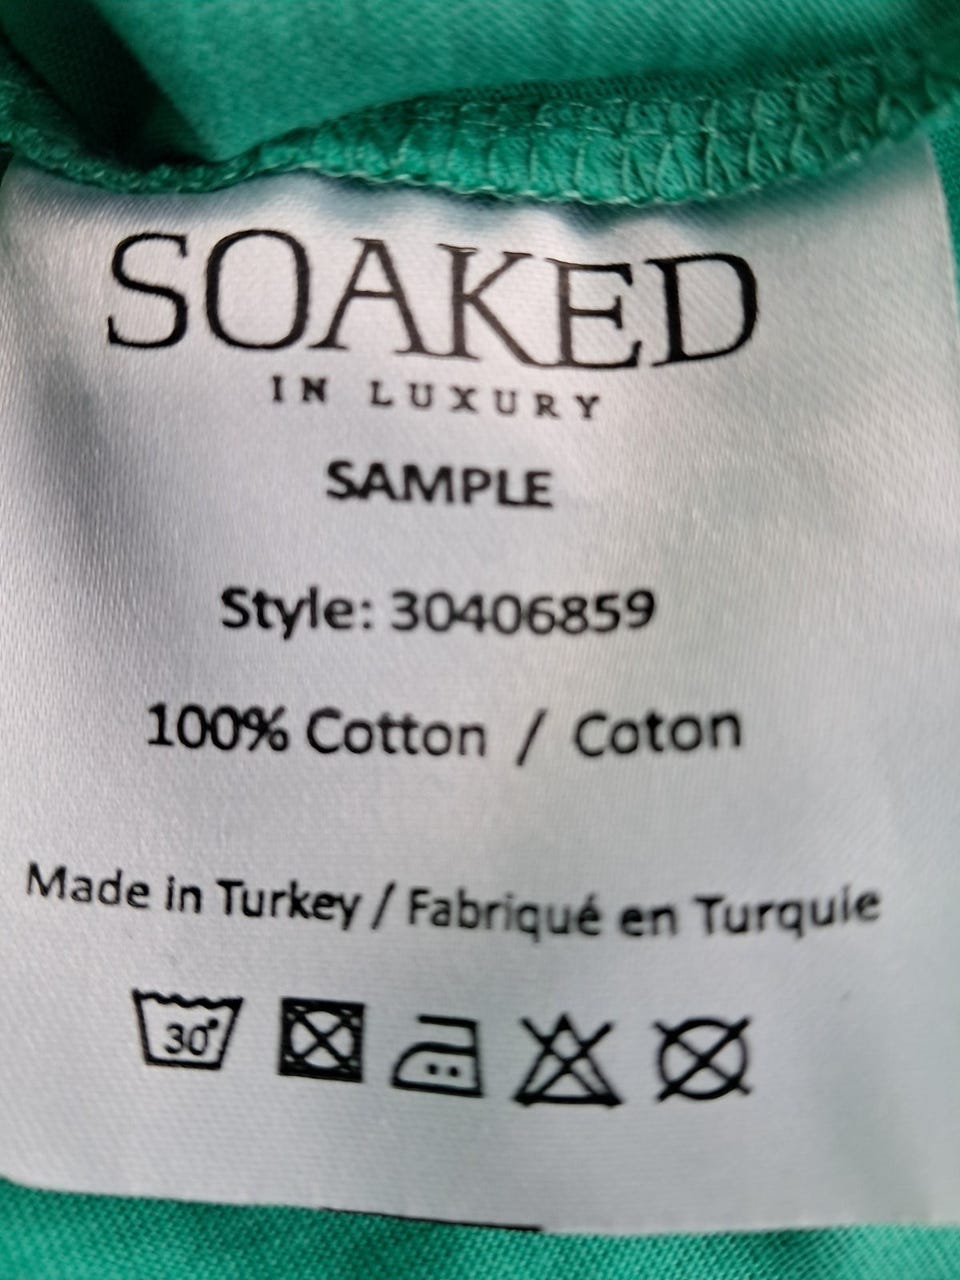 SOAKED
IN LUXURY
SAMPLE
Style: 30406859
100% Cotton / Coton
Made in Turkey / Fabriqué en Turquie
30°